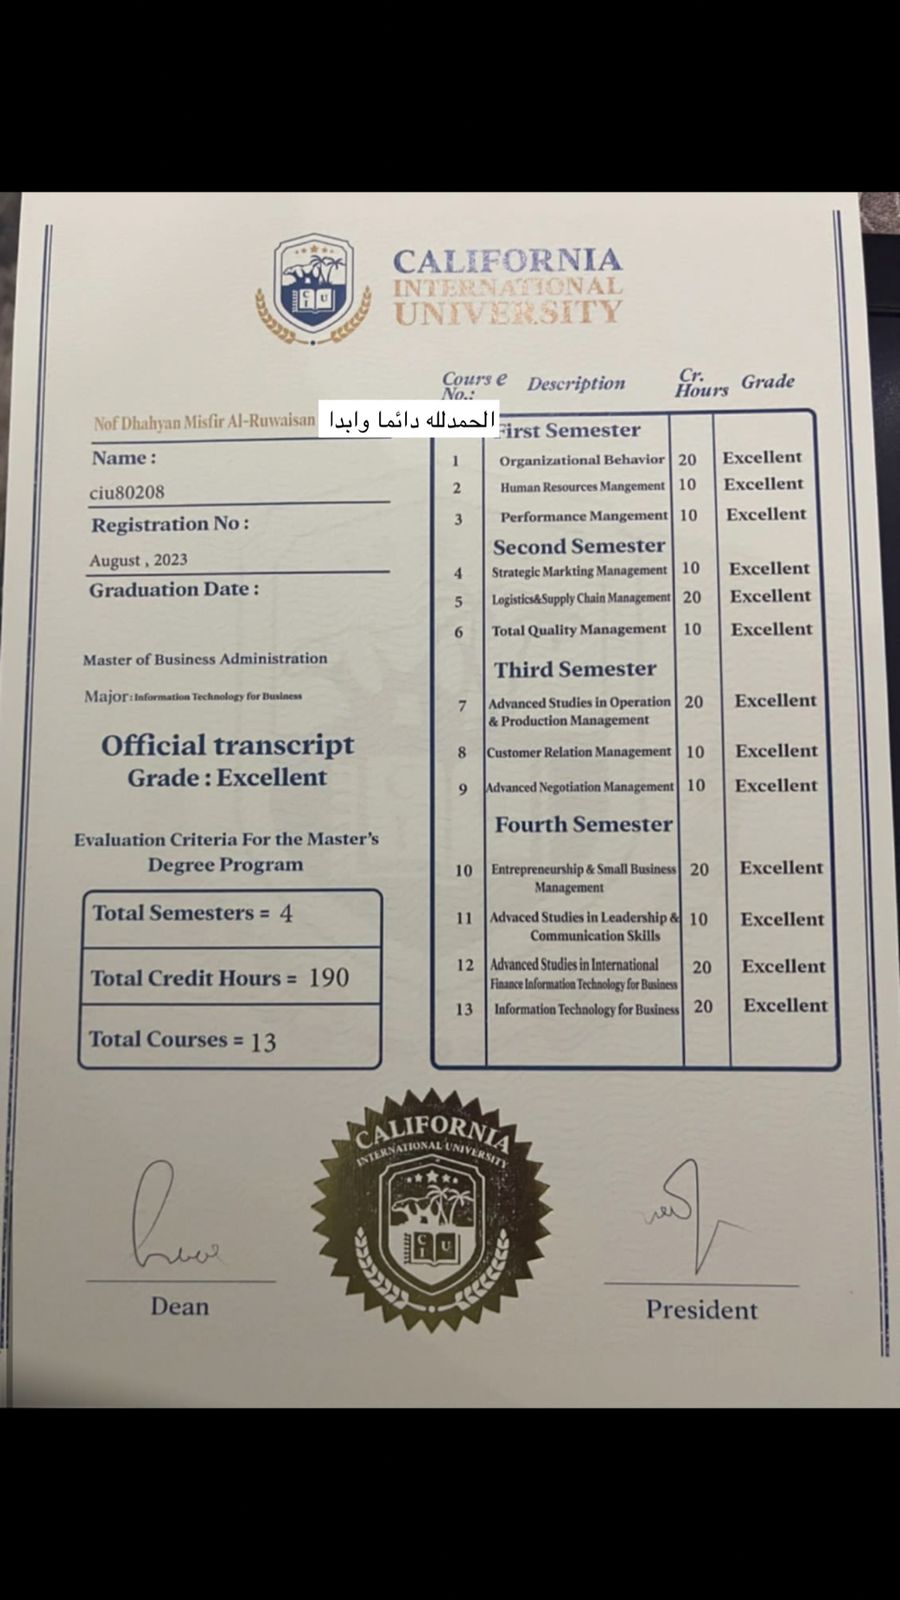 CALIFORNIA
INTERNATIONAL
UNIVERSITY
Nof Dhahyan Misfir Al-Ruwaisan
الحمدلله دائما وابدا
Name :
ciu80208
Registration No :
August , 2023
Graduation Date :
Master of Business Administration
Major: Information Technology for Business
Official transcript
Grade : Excellent
Evaluation Criteria For the Master's
Degree Program
Total Semesters = 4
Total Credit Hours = 190
Total Courses = 13
Course No.: Description Cr. Hours Grade
First Semester
1 Organizational Behavior 20 Excellent
2 Human Resources Mangement 10 Excellent
3 Performance Mangement 10 Excellent
Second Semester
4 Strategic Markting Management 10 Excellent
5 Logistics&Supply Chain Management 20 Excellent
6 Total Quality Management 10 Excellent
Third Semester
7 Advanced Studies in Operation 20 Excellent
& Production Management
8 Customer Relation Management 10 Excellent
9 Advanced Negotiation Management 10 Excellent
Fourth Semester
10 Entrepreneurship & Small Business 20 Excellent
Management
11 Advaced Studies in Leadership & 10 Excellent
Communication Skills
12 Advanced Studies in International 20 Excellent
Finance Information Technology for Business
13 Information Technology for Business 20 Excellent
CALIFORNIA
INTERNATIONAL UNIVERSITY
C U
I
Dean
President